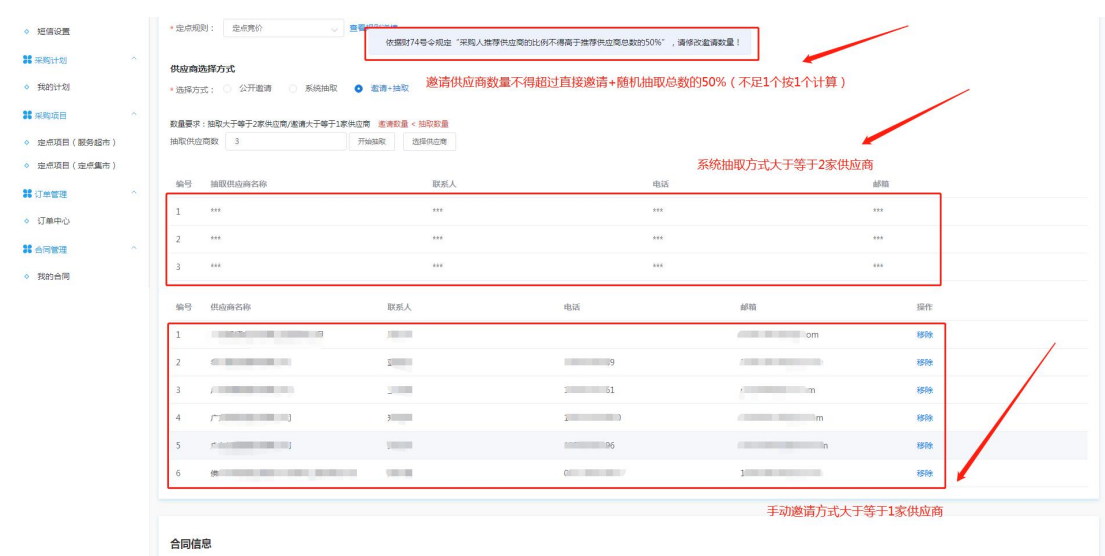 短信设置
采购计划
我的计划
采购项目
定点项目（服务超市）
定点项目（定点集市）
订单管理
订单中心
合同管理
我的合同
* 定点规则： 定点竞价
依据财74号令规定“采购人推荐供应商的比例不得高于推荐供应商总数的50%”，请修改邀请数量！
供应商选择方式
* 选择方式： 公开邀请 系统抽取 邀请+抽取
邀请供应商数量不得超过直接邀请+随机抽取总数的50%（不足1个按1个计算）
数量要求：抽取大于等于2家供应商/邀请大于等于1家供应商 邀请数量 < 抽取数量
抽取供应商数 3 开始抽取 选择供应商
系统抽取方式大于等于2家供应商
编号 抽取供应商名称 联系人 电话 邮箱
1 *** *** *** ***
2 *** *** *** ***
3 *** *** *** ***
编号 供应商名称 联系人 电话 邮箱 操作
1 om 移除
2 9 移除
3 61 m 移除
4 广 1 9 m 移除
5 96 n 移除
6 佛 0 1 移除
手动邀请方式大于等于1家供应商
合同信息